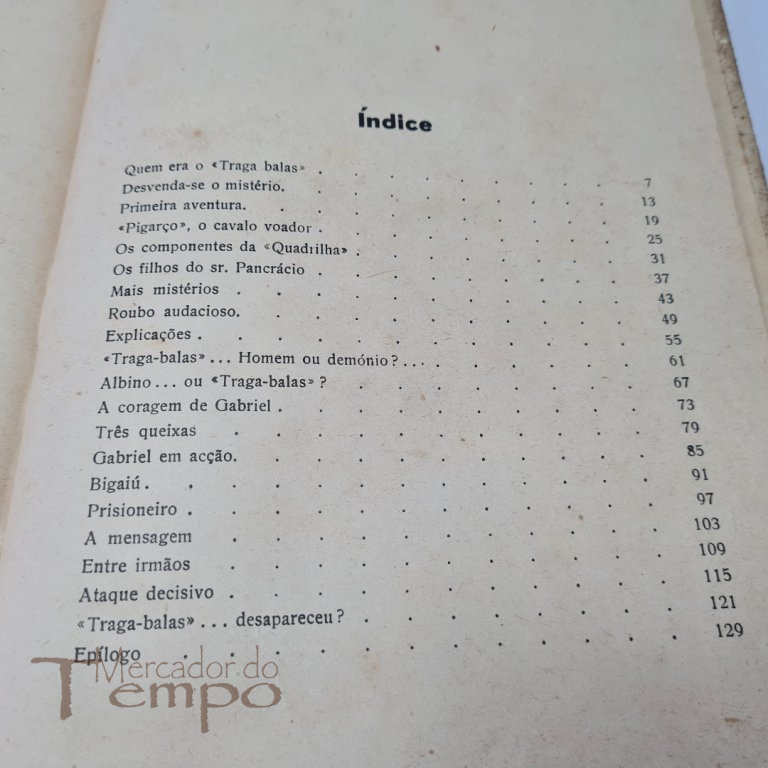 Índice
Quem era o «Traga balas» . . . . . . . . 7
Desvenda-se o mistério. . . . . . . . . 13
Primeira aventura. . . . . . . . . . 19
«Pigarço», o cavalo voador . . . . . . . . 25
Os componentes da «Quadrilha» . . . . . . . 31
Os filhos do sr. Pancrácio . . . . . . . . 37
Mais mistérios . . . . . . . . . . 43
Roubo audacioso. . . . . . . . . . 49
Explicações . . . . . . . . . . . 55
«Traga-balas»... Homem ou demónio?... . . . . . . 61
Albino... ou «Traga-balas»? . . . . . . . . 67
A coragem de Gabriel . . . . . . . . . 73
Três queixas . . . . . . . . . . 79
Gabriel em acção. . . . . . . . . . 85
Bigaiú. . . . . . . . . . . . 91
Prisioneiro . . . . . . . . . . . 97
A mensagem . . . . . . . . . . 103
Entre irmãos . . . . . . . . . . 109
Ataque decisivo . . . . . . . . . . 115
«Traga-balas»... desapareceu? . . . . . . . 121
Epílogo . . . . . . . . . . . 129
Mercador do
Tempo